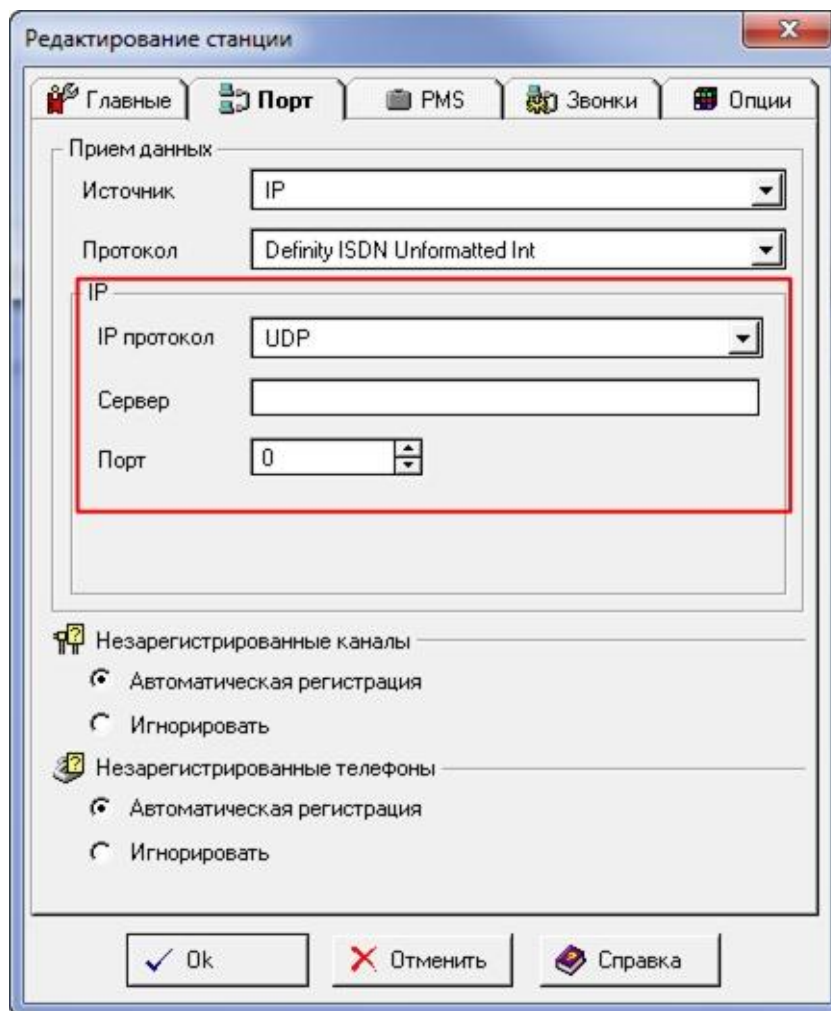 Редактирование станции
Главные Порт PMS Звонки Опции
Прием данных
Источник IP
Протокол Definity ISDN Unformatted Int
IP
IP протокол UDP
Сервер
Порт 0
Незарегистрированные каналы
Автоматическая регистрация
Игнорировать
Незарегистрированные телефоны
Автоматическая регистрация
Игнорировать
Ok Отменить Справка